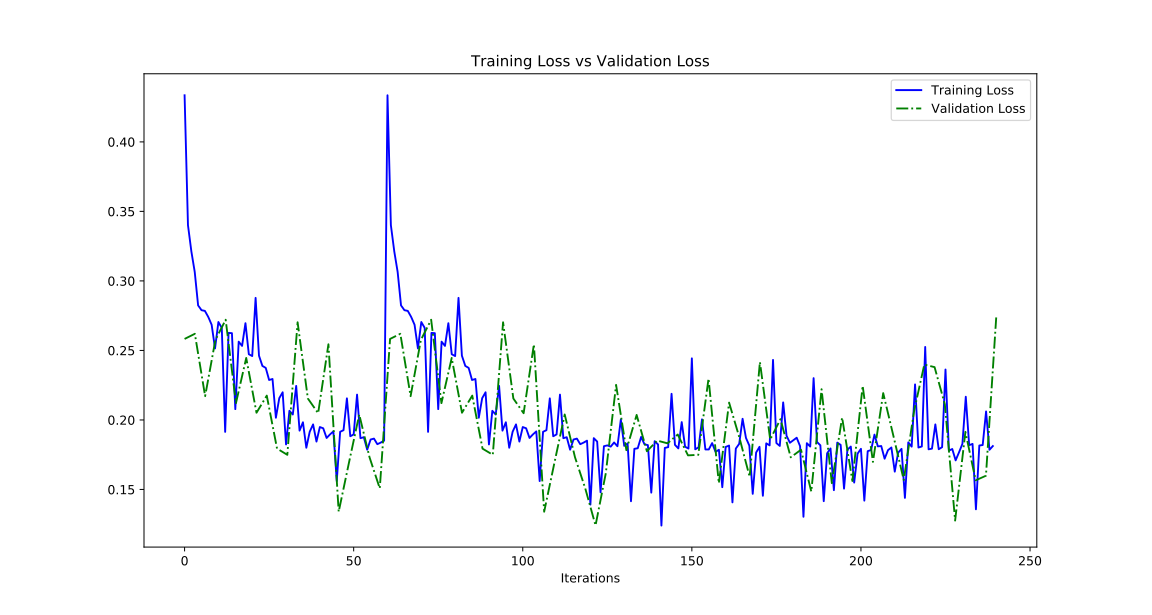 Training Loss vs Validation Loss
Training Loss
Validation Loss
0.40
0.35
0.30
0.25
0.20
0.15
0 50 100 150 200 250
Iterations